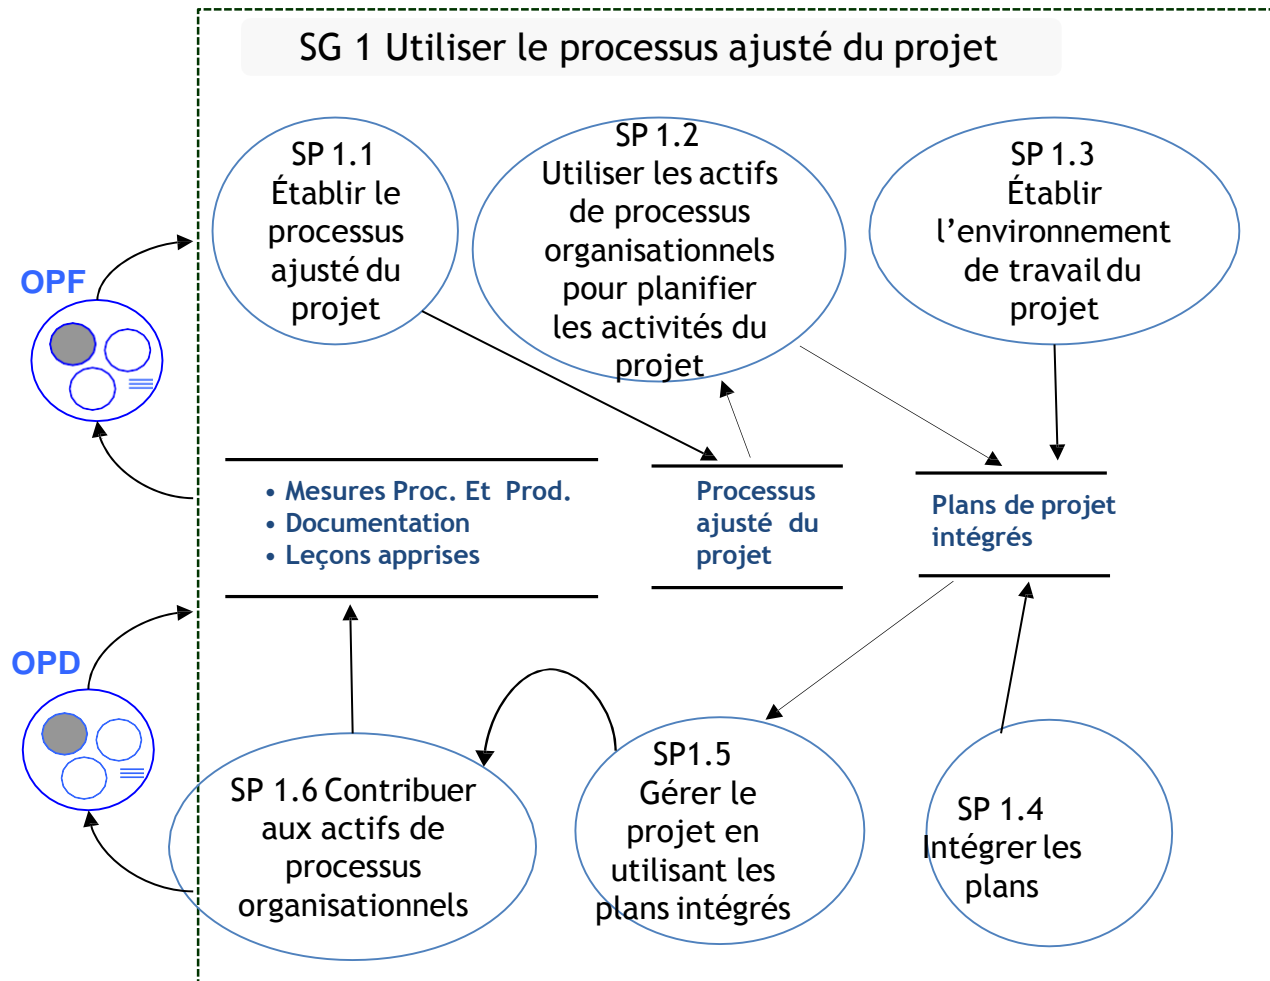 SG 1 Utiliser le processus ajusté du projet
SP 1.1
Établir le
processus
ajusté du
projet
SP 1.2
Utiliser les actifs
de processus
organisationnels
pour planifier
les activités du
projet
SP 1.3
Établir
l’environnement
de travail du
projet
OPF
• Mesures Proc. Et Prod.
• Documentation
• Leçons apprises
Processus
ajusté du
projet
Plans de projet
intégrés
OPD
SP 1.6 Contribuer
aux actifs de
processus
organisationnels
SP1.5
Gérer le
projet en
utilisant les
plans intégrés
SP 1.4
Intégrer les
plans